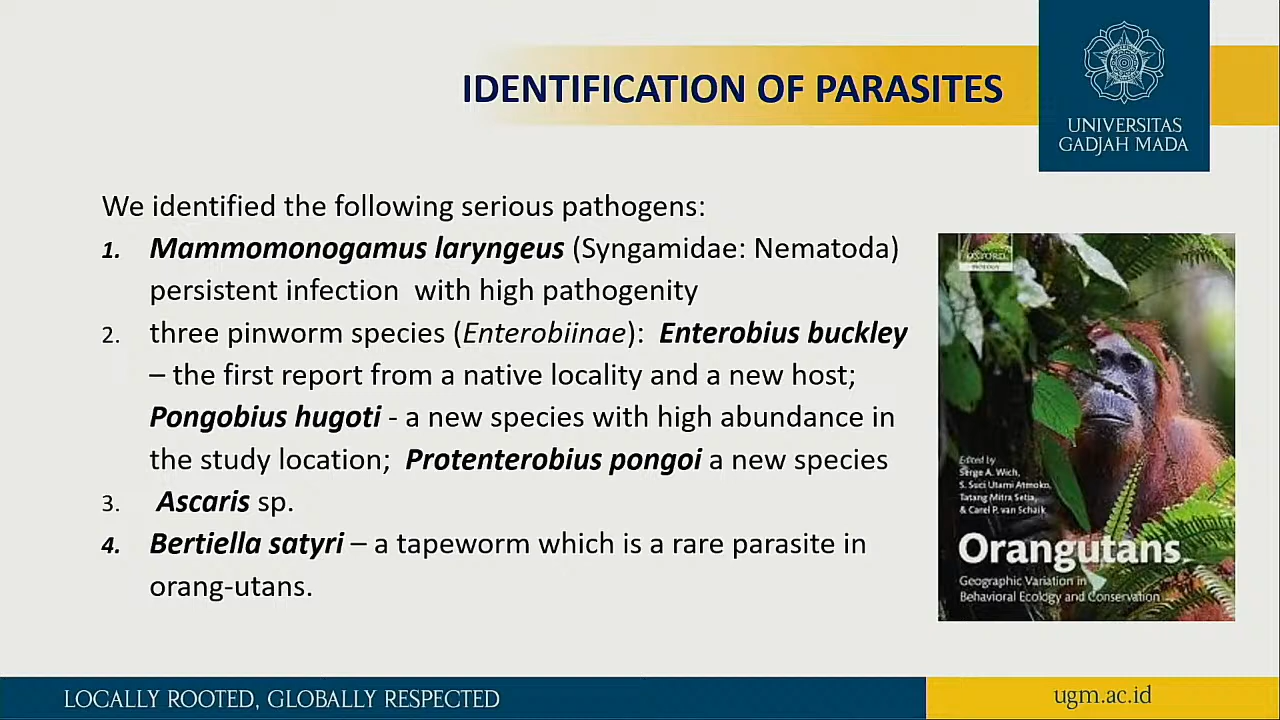 IDENTIFICATION OF PARASITES
UNIVERSITAS
GADJAH MADA
We identified the following serious pathogens:
1. Mammomonogamus laryngeus (Syngamidae: Nematoda)
persistent infection with high pathogenity
2. three pinworm species (Enterobiinae): Enterobius buckley
– the first report from a native locality and a new host;
Pongobius hugoti - a new species with high abundance in
the study location; Protenterobius pongoi a new species
3. Ascaris sp.
4. Bertiella satyri – a tapeworm which is a rare parasite in
orang-utans.
OXFORD
BIOLOGY
Edited by
Serge A. Wich,
S. Suci Utami Atmoko,
Tatang Mitra Setia,
& Carel P. van Schaik
Orangutans
Geographic Variation in
Behavioral Ecology and Conservation
LOCALLY ROOTED, GLOBALLY RESPECTED
ugm.ac.id